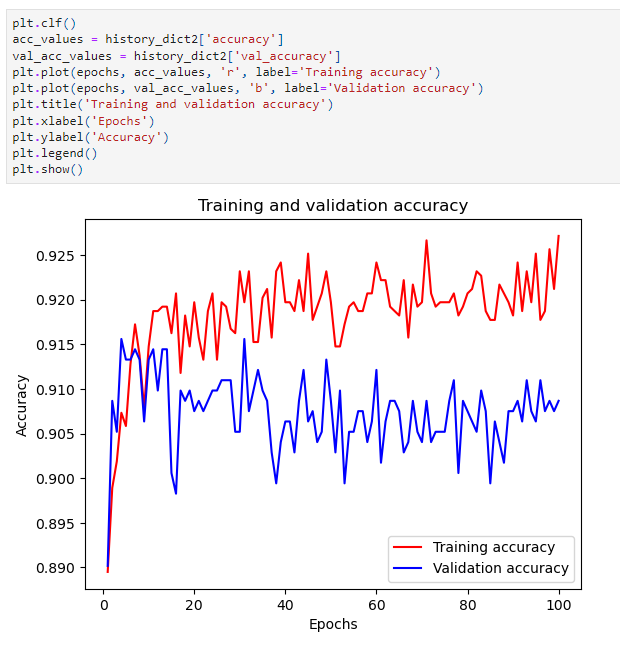 plt.clf()
acc_values = history_dict2['accuracy']
val_acc_values = history_dict2['val_accuracy']
plt.plot(epochs, acc_values, 'r', label='Training accuracy')
plt.plot(epochs, val_acc_values, 'b', label='Validation accuracy')
plt.title('Training and validation accuracy')
plt.xlabel('Epochs')
plt.ylabel('Accuracy')
plt.legend()
plt.show()
Training and validation accuracy
0.925
0.920
0.915
0.910
0.905
0.900
0.895
0.890
Accuracy
Training accuracy
Validation accuracy
0 20 40 60 80 100
Epochs